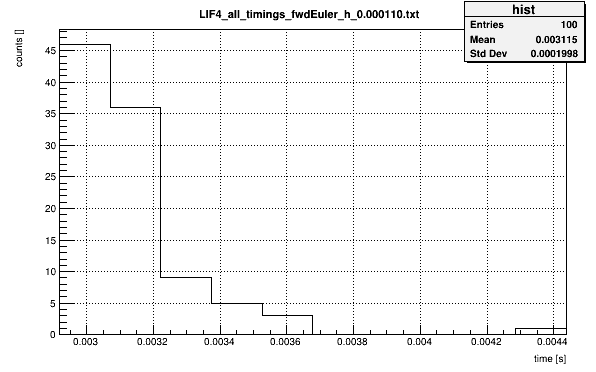 LIF4_all_timings_fwdEuler_h_0.000110.txt
hist
Entries 100
Mean 0.003115
Std Dev 0.0001998
counts []
45
40
35
30
25
20
15
10
5
0
0.003 0.0032 0.0034 0.0036 0.0038 0.004 0.0042 0.0044
time [s]